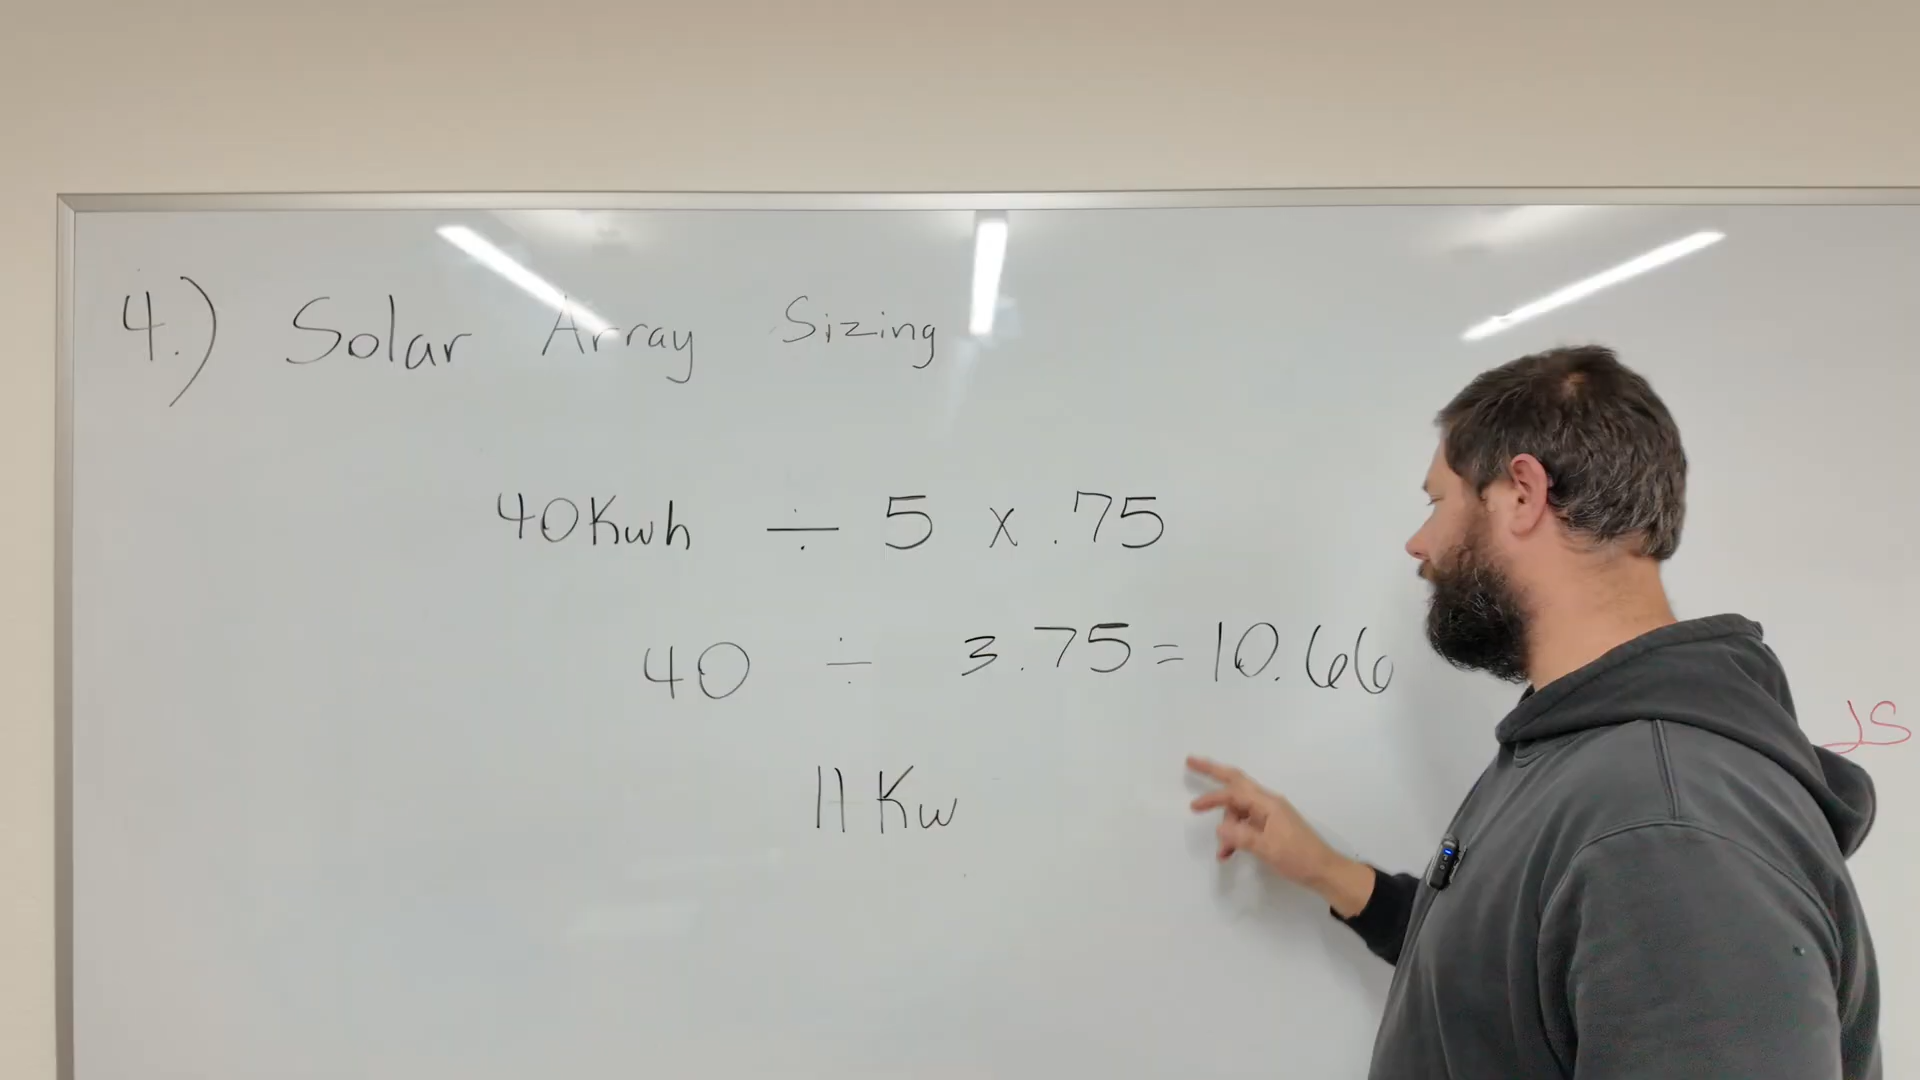 4.) Solar Array Sizing
40Kwh ÷ 5 x .75
40 ÷ 3.75 = 10.66
11 Kw